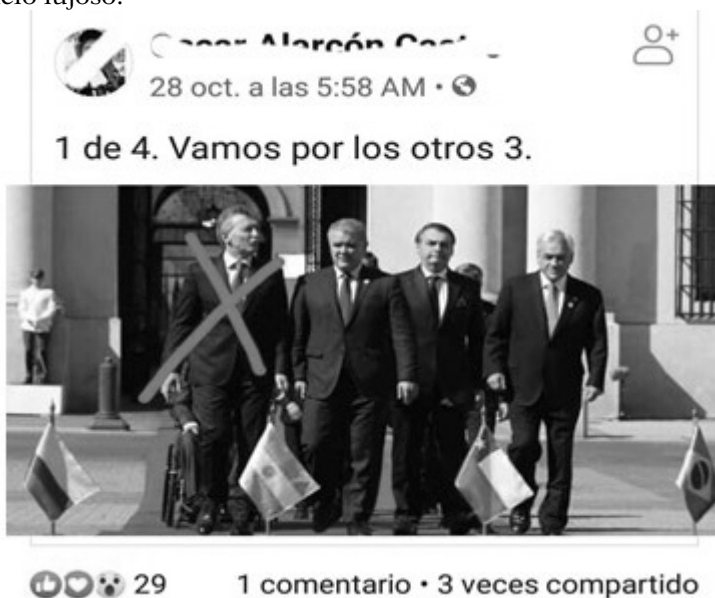 Alarcón
28 oct. a las 5:58 AM •
1 de 4. Vamos por los otros 3.
29
1 comentario • 3 veces compartido